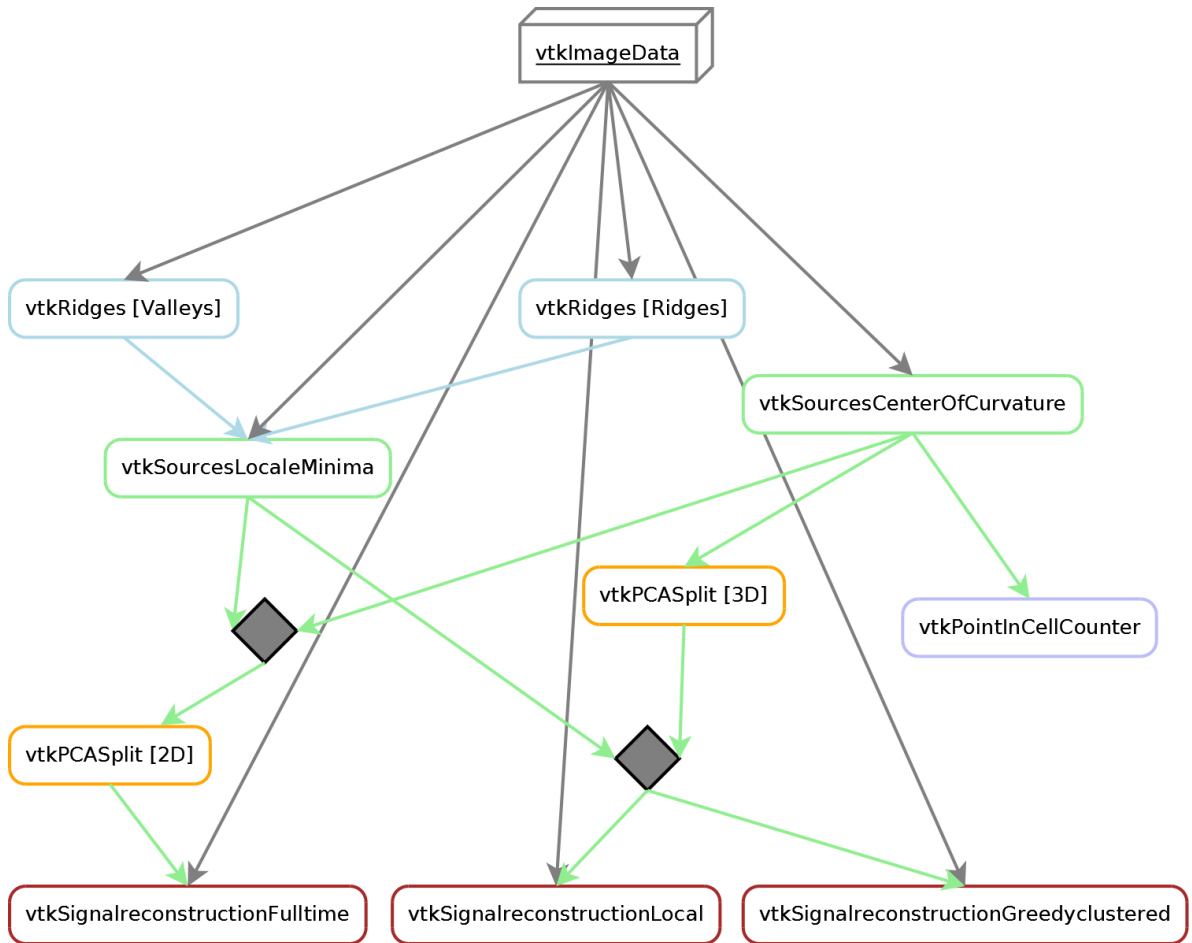 vtkImageData
vtkRidges [Valleys]
vtkRidges [Ridges]
vtkSourcesCenterOfCurvature
vtkSourcesLocaleMinima
vtkPCASplit [3D]
vtkPointInCellCounter
vtkPCASplit [2D]
vtkSignalreconstructionFulltime
vtkSignalreconstructionLocal
vtkSignalreconstructionGreedyclustered